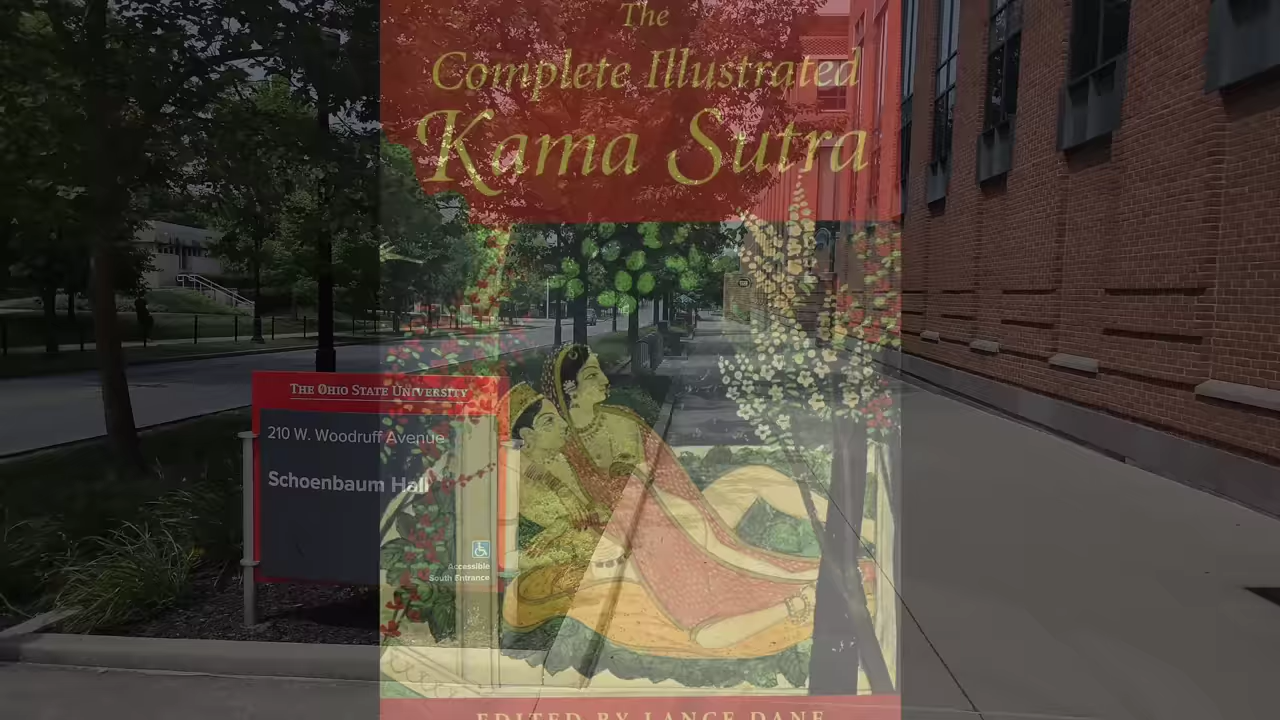 The
Complete Illustrated
Kama Sutra
THE OHIO STATE UNIVERSITY
210 W. Woodruff Avenue
Schoenbaum Hall
Accessible
South Entrance
EDITED BY LANCE DANE